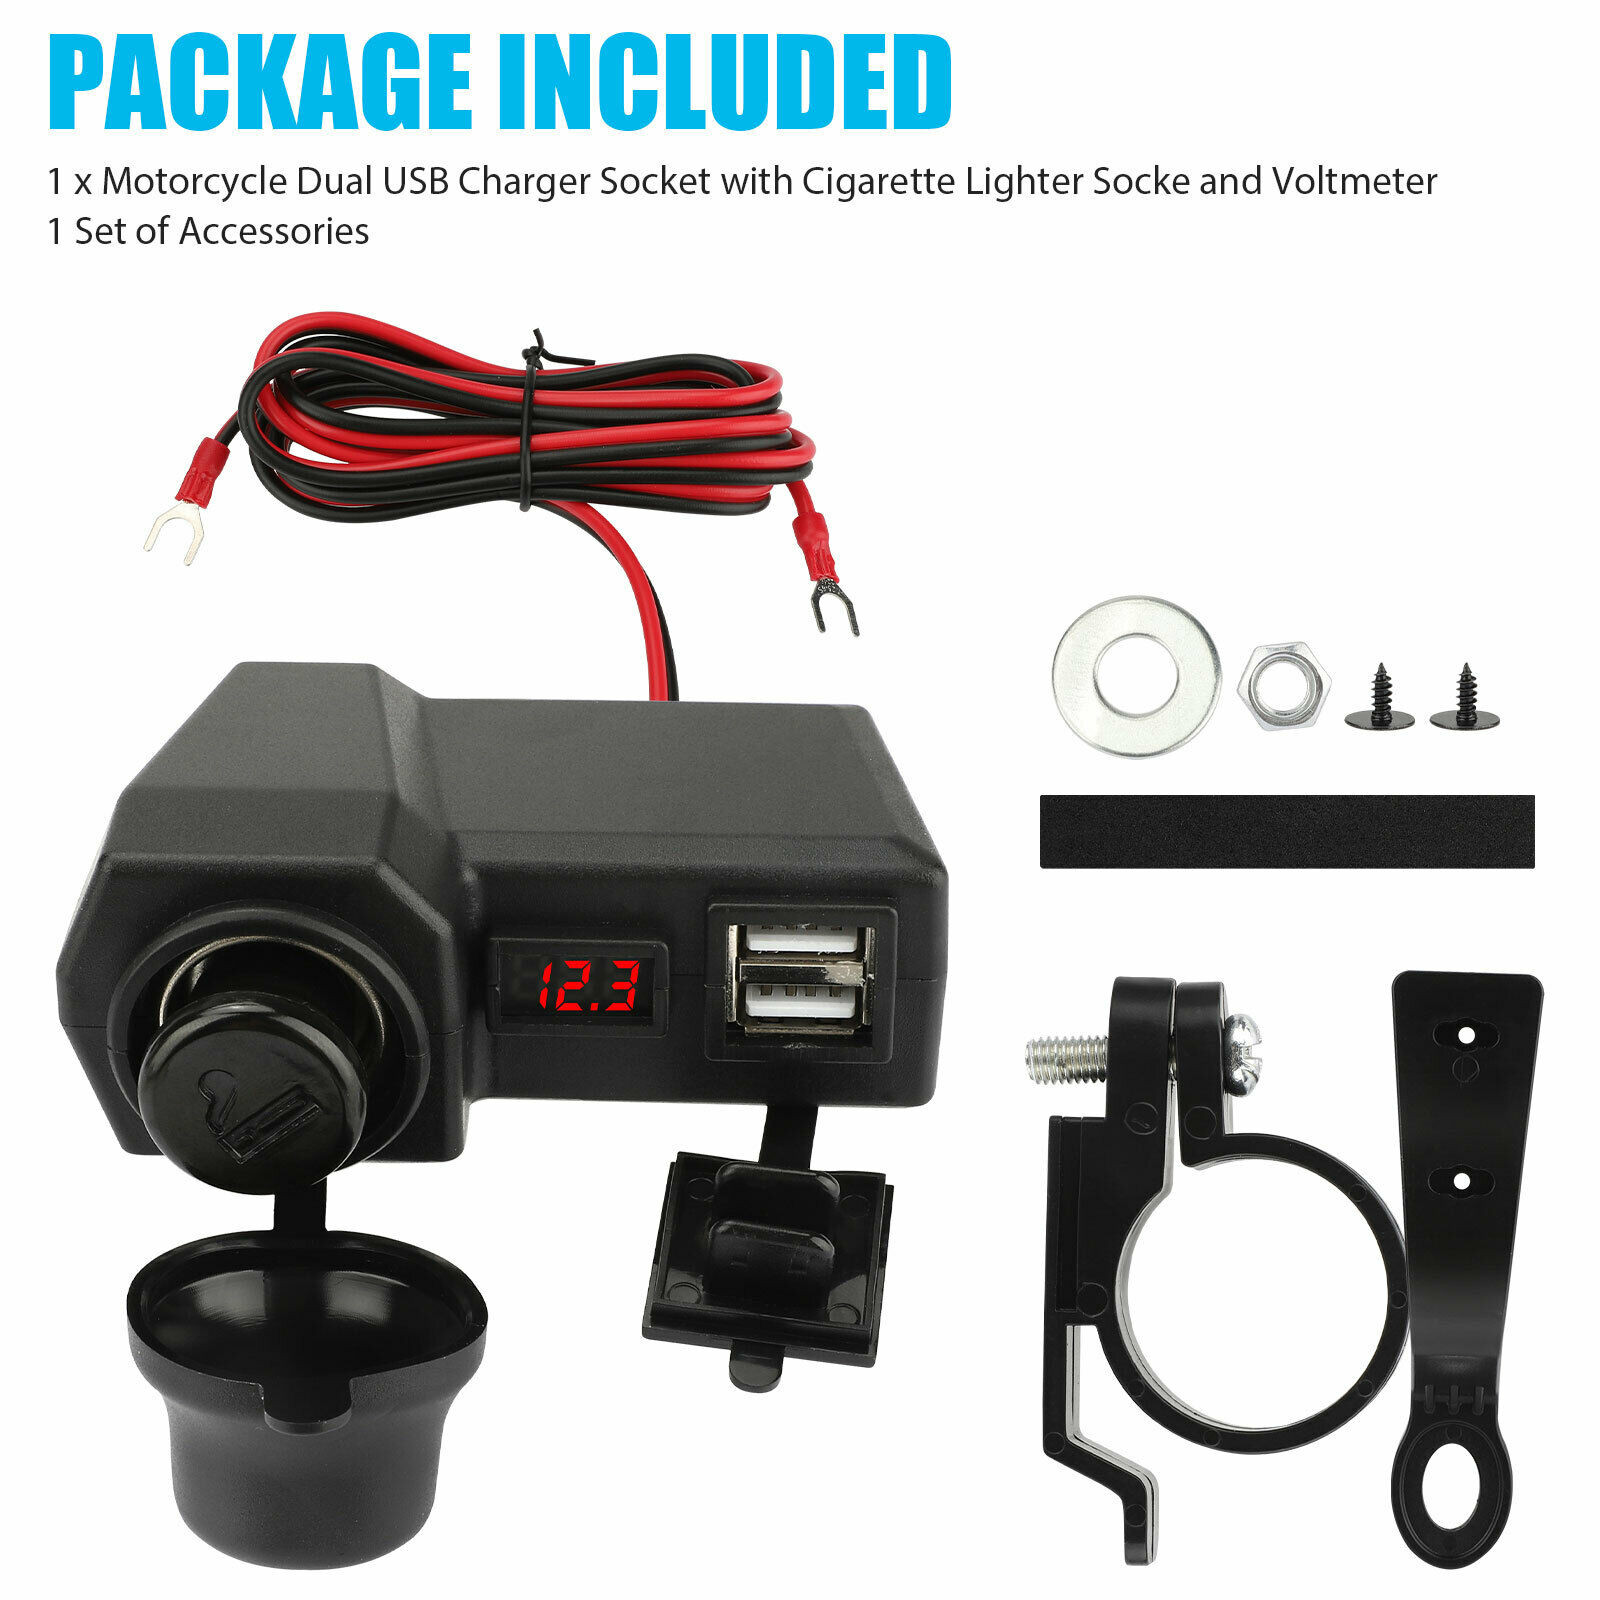 PACKAGE INCLUDED
1 x Motorcycle Dual USB Charger Socket with Cigarette Lighter Socke and Voltmeter
1 Set of Accessories
12.3